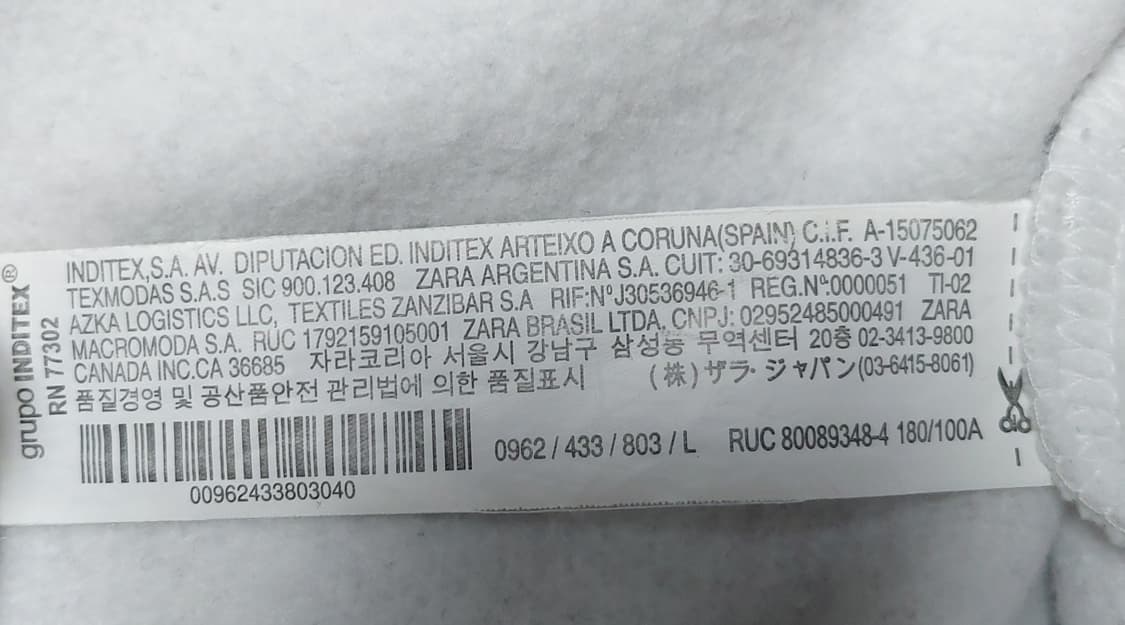 grupo INDITEX®
RN 77302
INDITEX,S.A. AV. DIPUTACION ED. INDITEX ARTEIXO A CORUNA(SPAIN) C.I.F. A-15075062
TEXMODAS S.A.S SIC 900.123.408 ZARA ARGENTINA S.A. CUIT: 30-69314836-3 V-436-01
AZKA LOGISTICS LLC, TEXTILES ZANZIBAR S.A RIF:NºJ30536946-1 REG.Nº:0000051 TI-02
MACROMODA S.A. RUC 1792159105001 ZARA BRASIL LTDA. CNPJ: 02952485000491 ZARA
CANADA INC.CA 36685 자라코리아 서울시 강남구 삼성동 무역센터 20층 02-3413-9800
품질경영 및 공산품안전 관리법에 의한 품질표시 (株)ザラ・ジャパン(03-6415-8061)
0962 / 433 / 803 / L RUC 80089348-4 180/100A
00962433803040